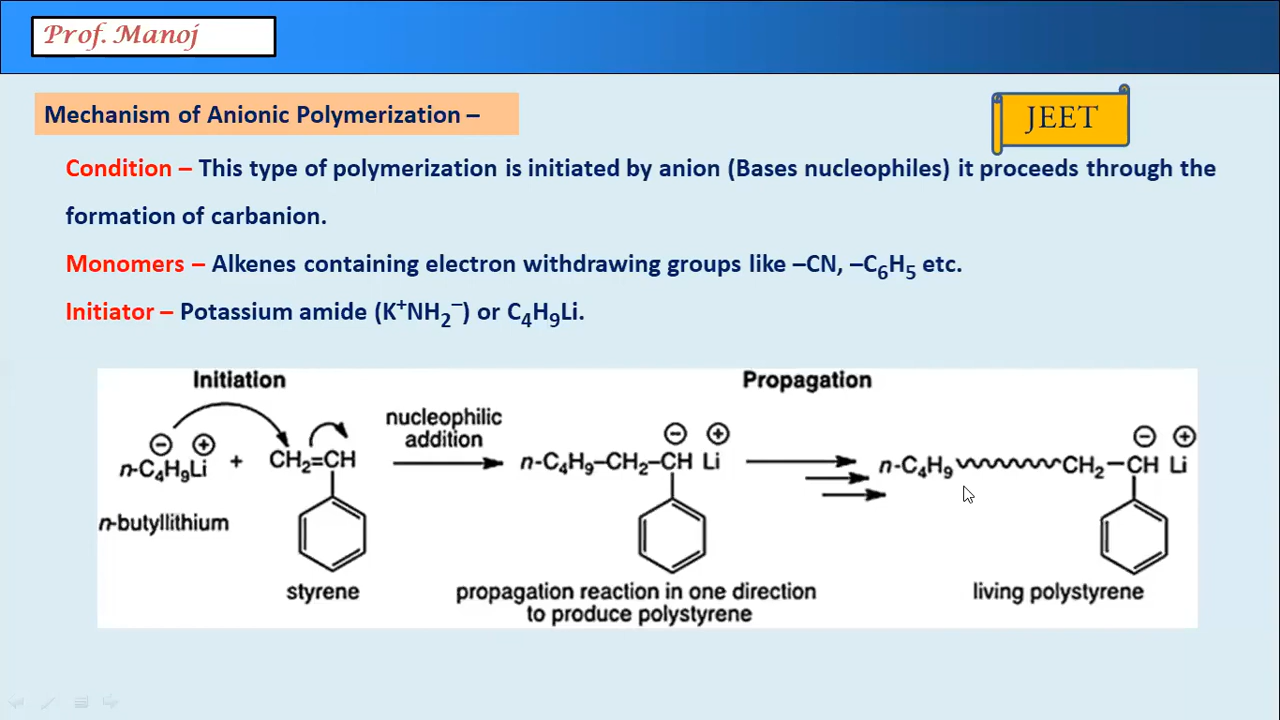 Prof. Manoj
JEET
Mechanism of Anionic Polymerization –
Condition – This type of polymerization is initiated by anion (Bases nucleophiles) it proceeds through the
formation of carbanion.
Monomers – Alkenes containing electron withdrawing groups like –CN, –C₆H₅ etc.
Initiator – Potassium amide (K⁺NH₂⁻) or C₄H₉Li.
Initiation
Propagation
nucleophilic
addition
⊖ ⊕
n-C₄H₉Li + CH₂=CH
⊖ ⊕
n-C₄H₉–CH₂–CH Li
⊖ ⊕
n-C₄H₉ CH₂–CH Li
n-butyllithium
styrene
propagation reaction in one direction
to produce polystyrene
living polystyrene